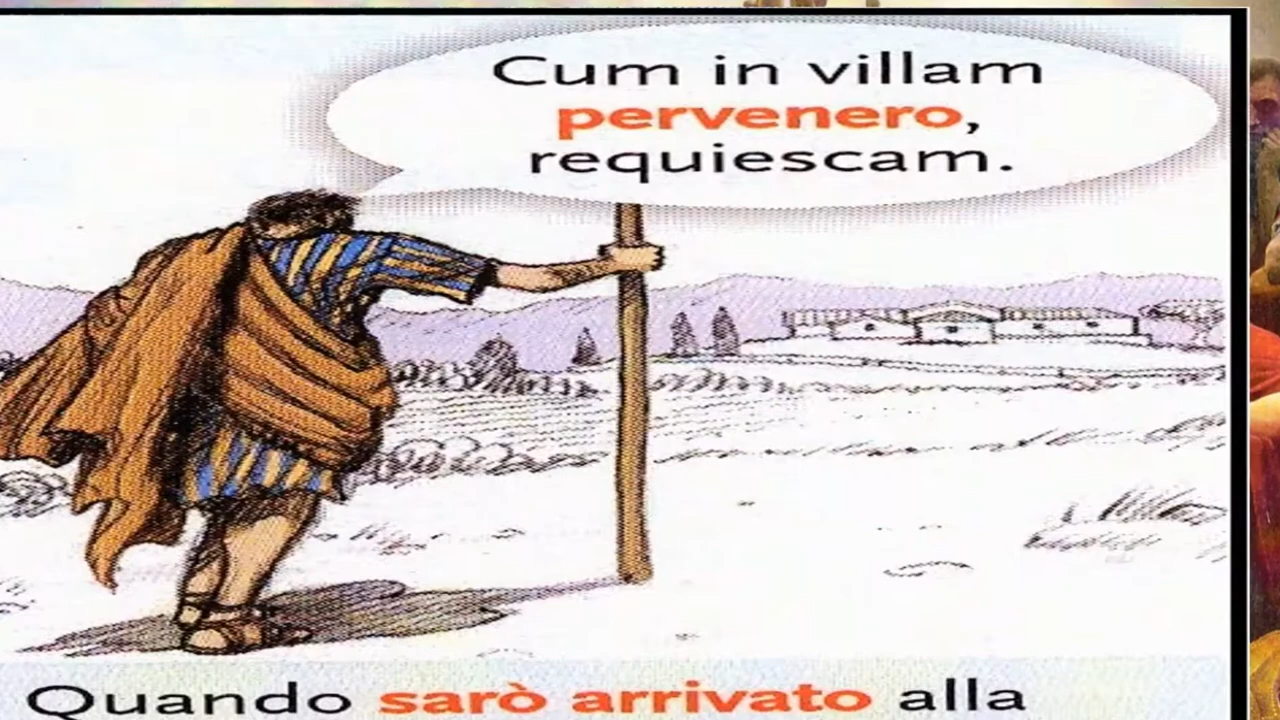 Cum in villam
pervenero,
requiescam.
Quando sarò arrivato alla